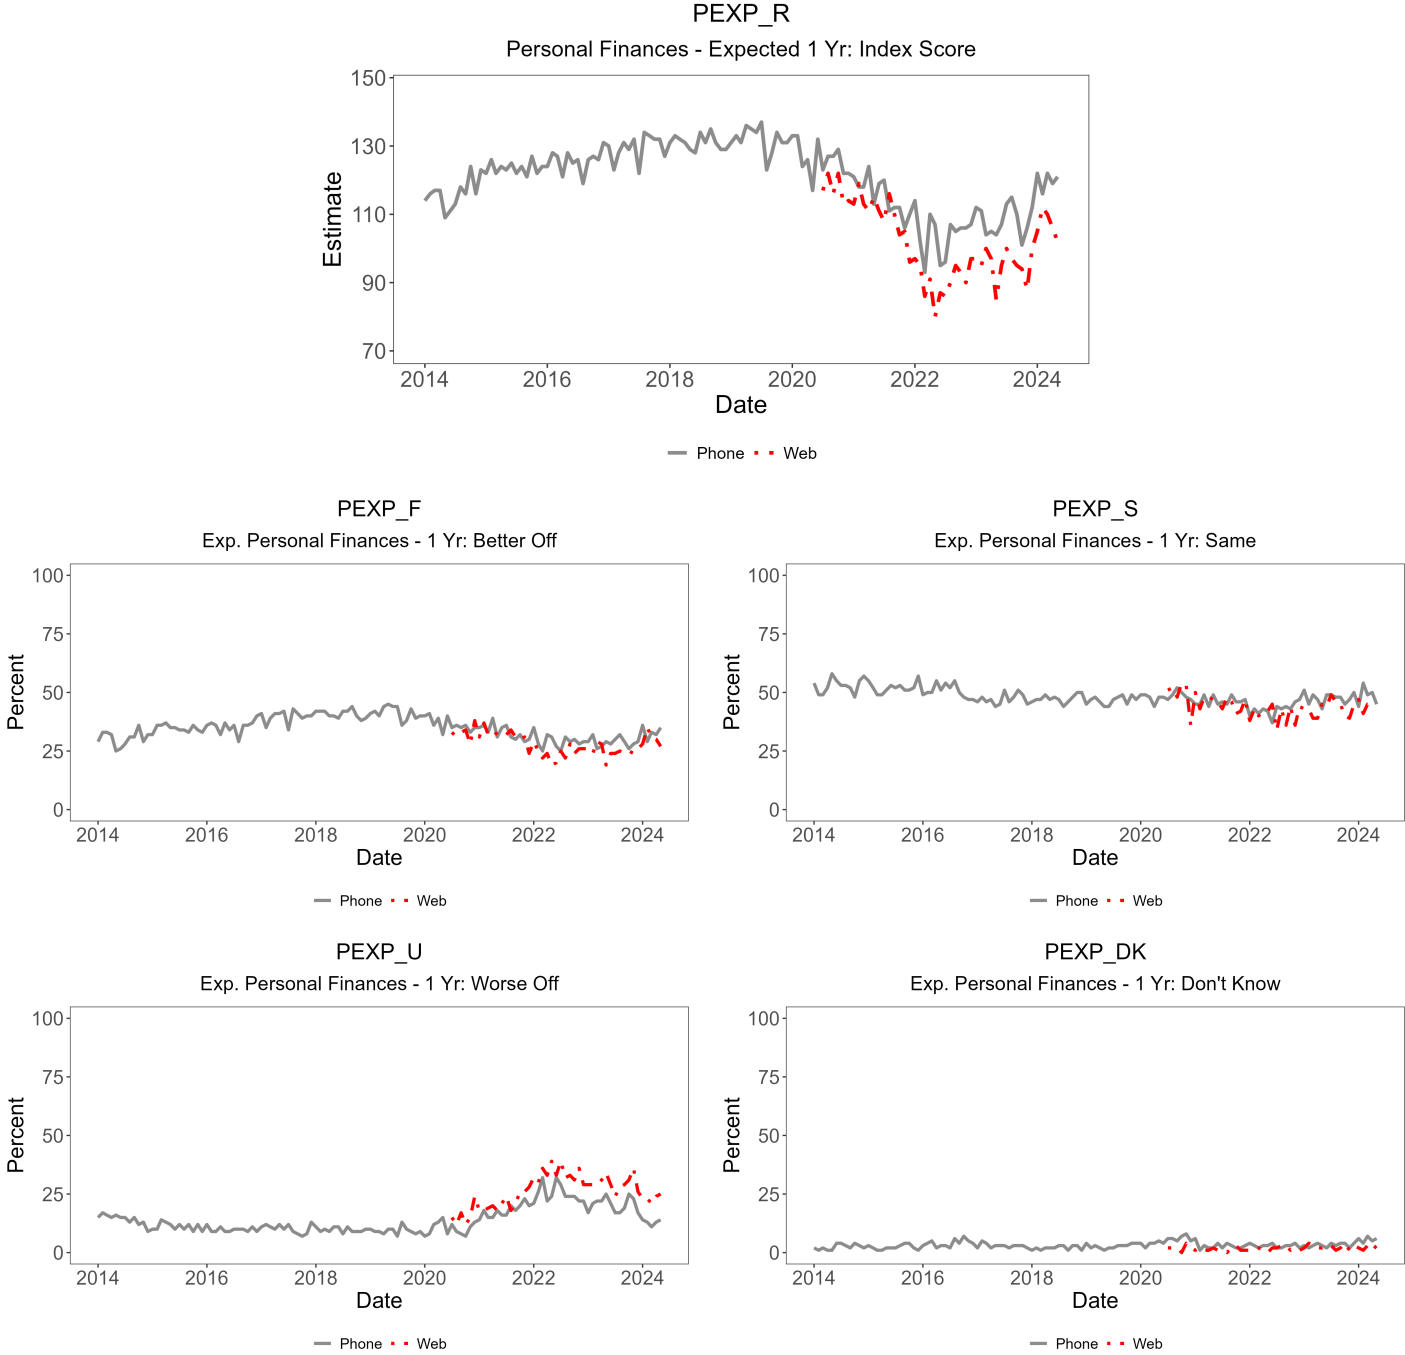 PEXP_R
Personal Finances - Expected 1 Yr: Index Score
Estimate
150
130
110
90
70
2014 2016 2018 2020 2022 2024
Date
Phone Web
PEXP_F
Exp. Personal Finances - 1 Yr: Better Off
Percent
100
75
50
25
0
2014 2016 2018 2020 2022 2024
Date
Phone Web
PEXP_S
Exp. Personal Finances - 1 Yr: Same
Percent
100
75
50
25
0
2014 2016 2018 2020 2022 2024
Date
Phone Web
PEXP_U
Exp. Personal Finances - 1 Yr: Worse Off
Percent
100
75
50
25
0
2014 2016 2018 2020 2022 2024
Date
Phone Web
PEXP_DK
Exp. Personal Finances - 1 Yr: Don't Know
Percent
100
75
50
25
0
2014 2016 2018 2020 2022 2024
Date
Phone Web